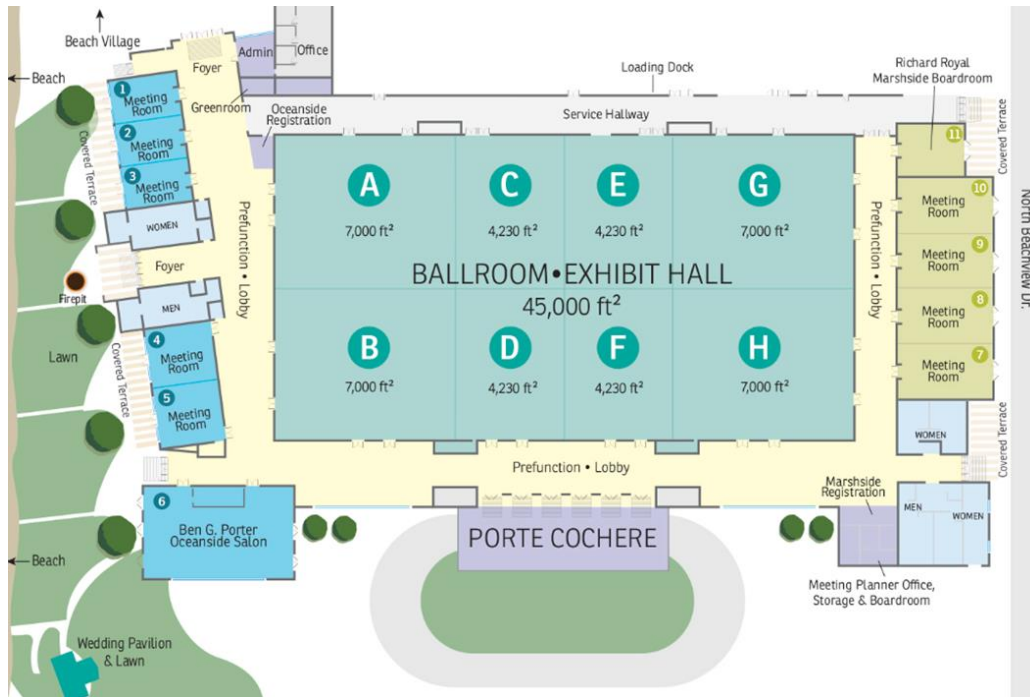 Beach Village
Beach
Foyer
Admin
Office
Greenroom
Oceanside
Registration
Loading Dock
Service Hallway
Richard Royal
Marshside Boardroom
1
Meeting
Room
2
Meeting
Room
3
Meeting
Room
Covered Terrace
WOMEN
Foyer
Firepit
MEN
Lawn
4
Meeting
Room
5
Meeting
Room
Covered Terrace
Prefunction • Lobby
A
7,000 ft²
C
4,230 ft²
E
4,230 ft²
G
7,000 ft²
BALLROOM•EXHIBIT HALL
45,000 ft²
B
7,000 ft²
D
4,230 ft²
F
4,230 ft²
H
7,000 ft²
Prefunction • Lobby
11
Covered Terrace
10
Meeting
Room
9
Meeting
Room
8
Meeting
Room
7
Meeting
Room
North Beachview Dr.
WOMEN
Covered Terrace
Prefunction • Lobby
6
Ben G. Porter
Oceanside Salon
PORTE COCHERE
Marshside
Registration
MEN
WOMEN
Meeting Planner Office,
Storage & Boardroom
Beach
Wedding Pavilion
& Lawn